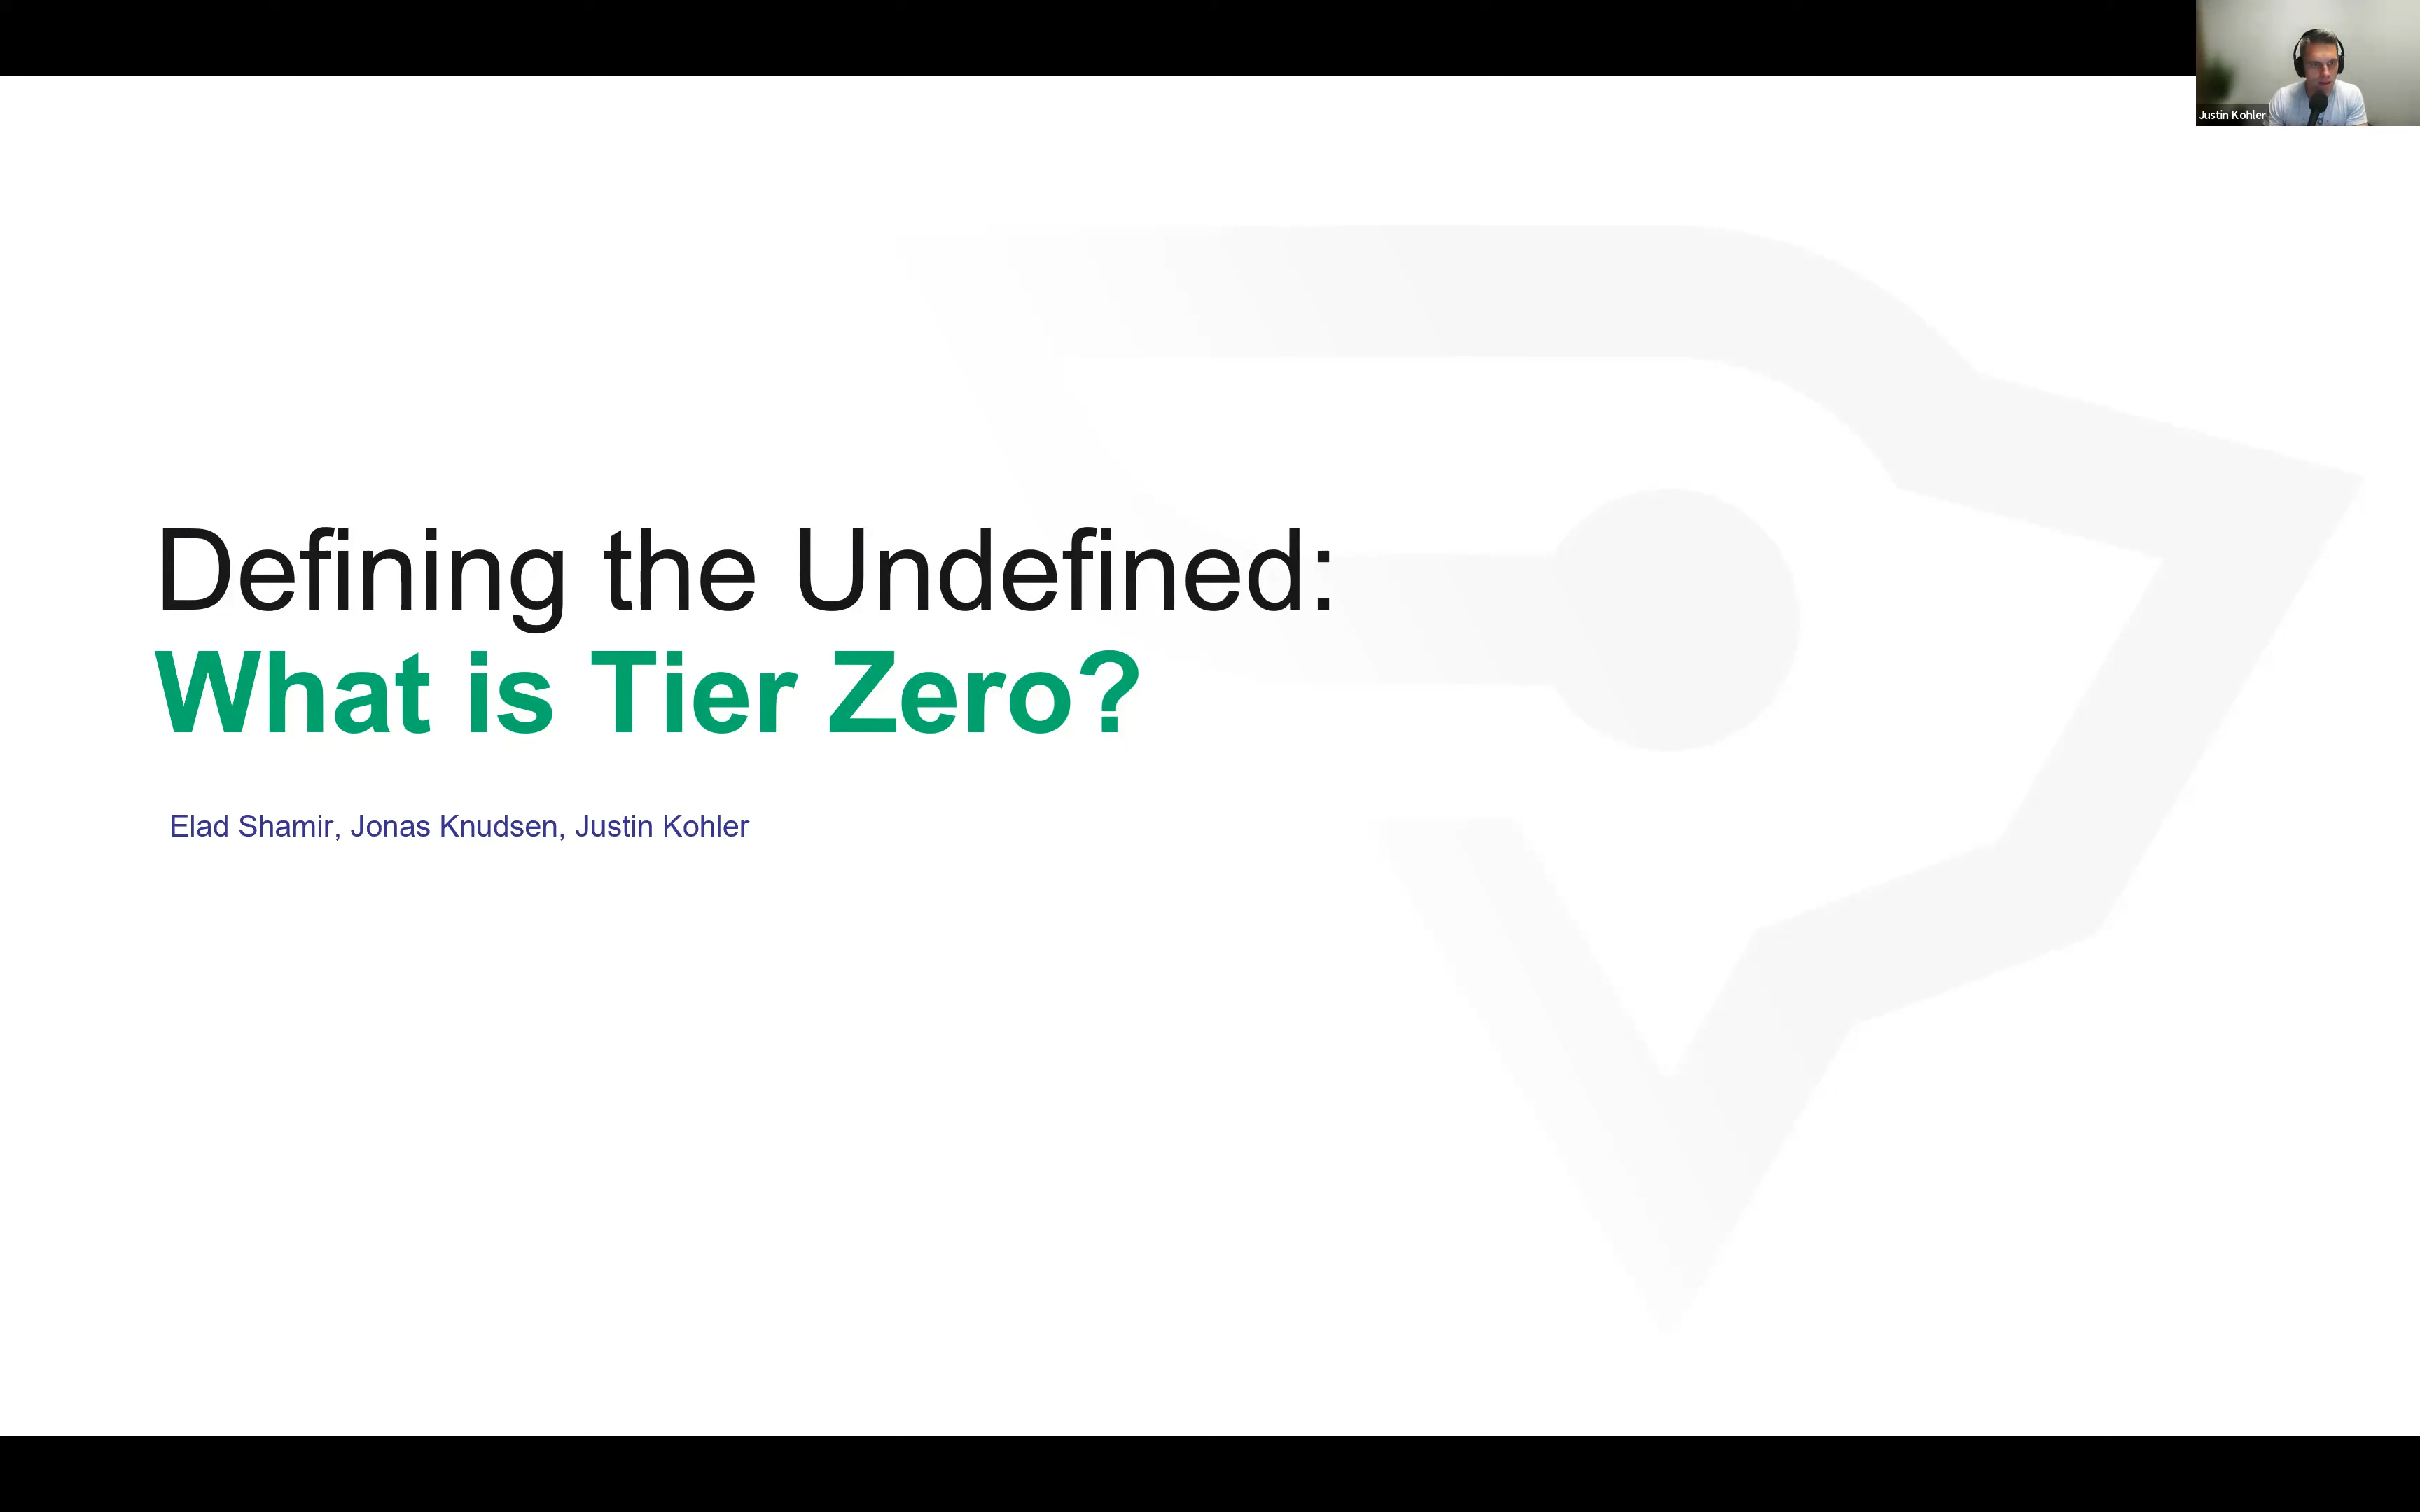 Justin Kohler
Defining the Undefined:
What is Tier Zero?
Elad Shamir, Jonas Knudsen, Justin Kohler